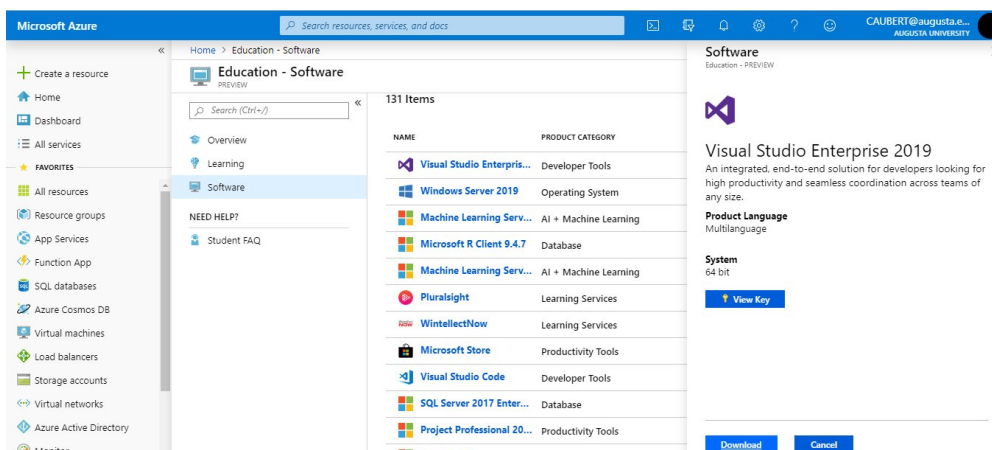 Microsoft Azure
Search resources, services, and docs
CAUBERT@augusta.e...
AUGUSTA UNIVERSITY
Create a resource
Home
Dashboard
All services
FAVORITES
All resources
Resource groups
App Services
Function App
SQL databases
Azure Cosmos DB
Virtual machines
Load balancers
Storage accounts
Virtual networks
Azure Active Directory
Monitor
Home > Education - Software
Education - Software
PREVIEW
Search (Ctrl+/)
Overview
Learning
Software
NEED HELP?
Student FAQ
131 Items
NAME PRODUCT CATEGORY
Visual Studio Enterpris... Developer Tools
Windows Server 2019 Operating System
Machine Learning Serv... AI + Machine Learning
Microsoft R Client 9.4.7 Database
Machine Learning Serv... AI + Machine Learning
Pluralsight Learning Services
WintellectNow Learning Services
Microsoft Store Productivity Tools
Visual Studio Code Developer Tools
SQL Server 2017 Enter... Database
Project Professional 20... Productivity Tools
Software
Education - PREVIEW
Visual Studio Enterprise 2019
An integrated, end-to-end solution for developers looking for
high productivity and seamless coordination across teams of
any size.
Product Language
Multilanguage
System
64 bit
View Key
Download Cancel